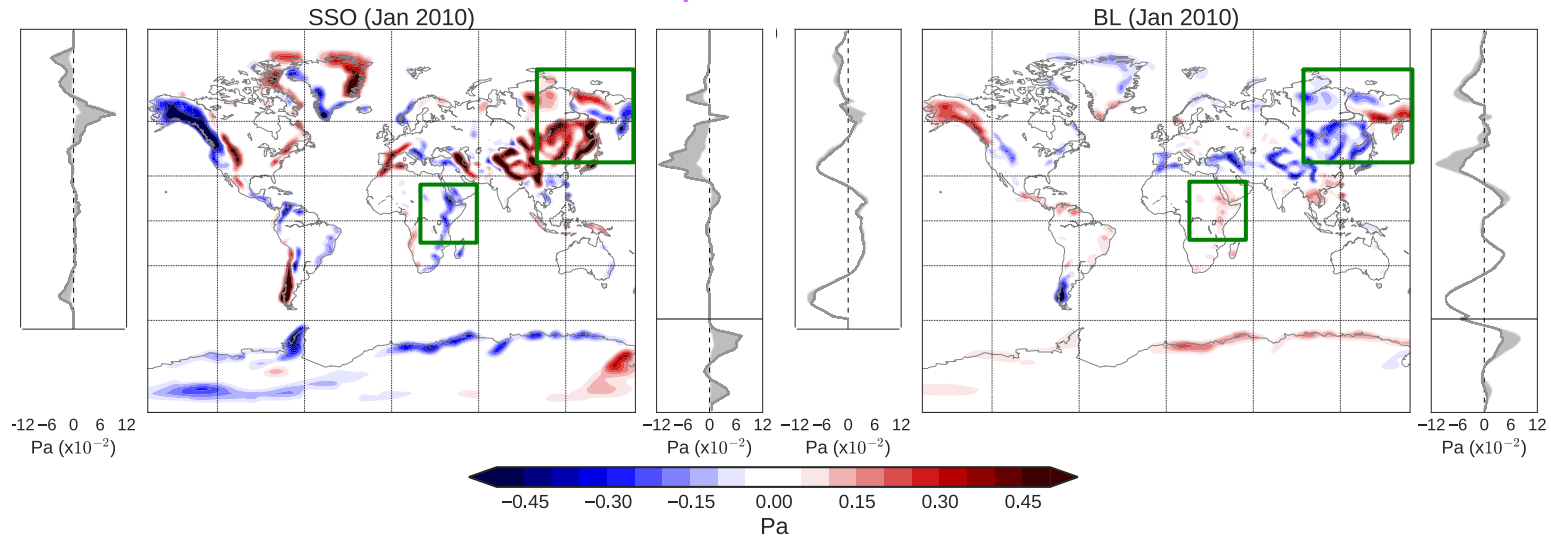 SSO (Jan 2010)
BL (Jan 2010)
-12 -6 0 6 12
Pa (x10⁻²)
-12 -6 0 6 12
Pa (x10⁻²)
-12 -6 0 6 12
Pa (x10⁻²)
-12 -6 0 6 12
Pa (x10⁻²)
−0.45 −0.30 −0.15 0.00 0.15 0.30 0.45
Pa